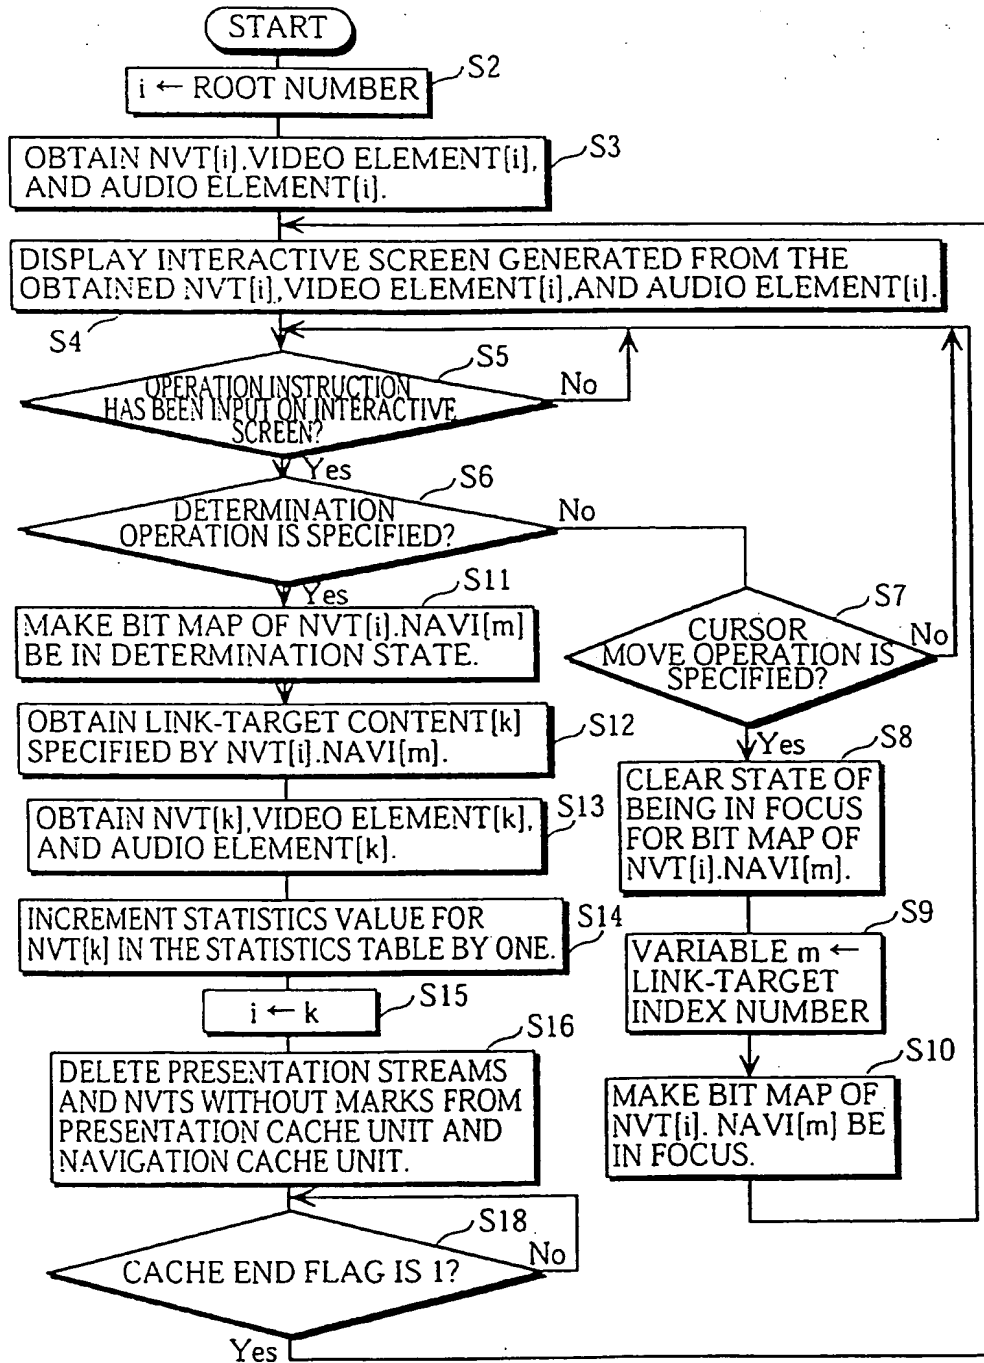 START
S2
i ← ROOT NUMBER
S3
OBTAIN NVT[i],VIDEO ELEMENT[i],
AND AUDIO ELEMENT[i].
DISPLAY INTERACTIVE SCREEN GENERATED FROM THE
OBTAINED NVT[i],VIDEO ELEMENT[i],AND AUDIO ELEMENT[i].
S4
S5
OPERATION INSTRUCTION
HAS BEEN INPUT ON INTERACTIVE
SCREEN?
No
Yes
S6
DETERMINATION
OPERATION IS SPECIFIED?
No
Yes
S11
MAKE BIT MAP OF NVT[i].NAVI[m]
BE IN DETERMINATION STATE.
S7
CURSOR
MOVE OPERATION IS
SPECIFIED?
No
Yes
OBTAIN LINK-TARGET CONTENT[k]
SPECIFIED BY NVT[i].NAVI[m].
S12
S8
CLEAR STATE OF
BEING IN FOCUS
FOR BIT MAP OF
NVT[i].NAVI[m].
OBTAIN NVT[k],VIDEO ELEMENT[k],
AND AUDIO ELEMENT[k].
S13
INCREMENT STATISTICS VALUE FOR
NVT[k] IN THE STATISTICS TABLE BY ONE.
S14
S9
VARIABLE m ←
LINK-TARGET
INDEX NUMBER
i ← k
S15
S16
DELETE PRESENTATION STREAMS
AND NVTS WITHOUT MARKS FROM
PRESENTATION CACHE UNIT AND
NAVIGATION CACHE UNIT.
S10
MAKE BIT MAP OF
NVT[i]. NAVI[m] BE
IN FOCUS.
S18
CACHE END FLAG IS 1?
No
Yes